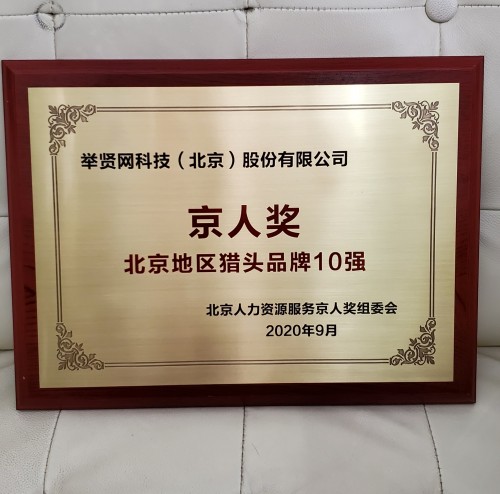 举贤网科技（北京）股份有限公司
京人奖
北京地区猎头品牌10强
北京人力资源服务京人奖组委会
2020年9月